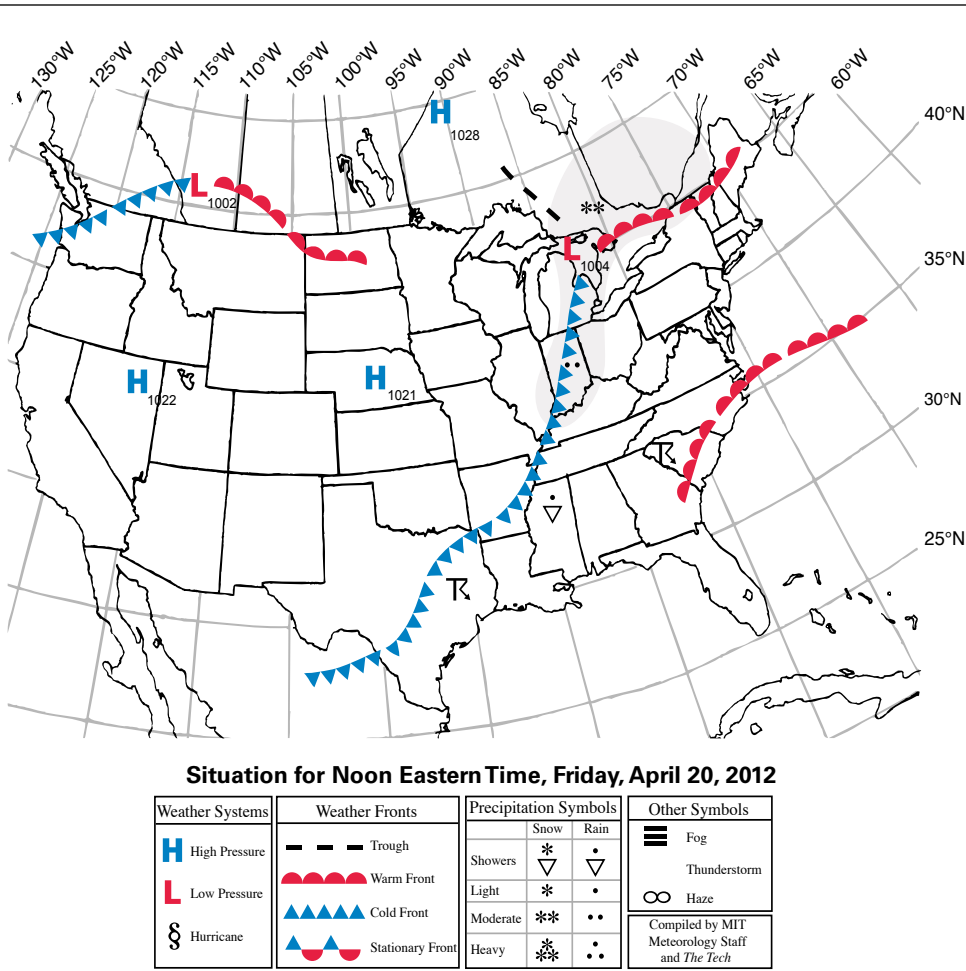 130°W 125°W 120°W 115°W 110°W 105°W 100°W 95°W 90°W 85°W 80°W 75°W 70°W 65°W 60°W
40°N
35°N
30°N
25°N
H 1028
L 1002
L 1004
H 1022
H 1021
Situation for Noon Eastern Time, Friday, April 20, 2012
Weather Systems
H High Pressure
L Low Pressure
Hurricane
Weather Fronts
Trough
Warm Front
Cold Front
Stationary Front
Precipitation Symbols
Snow Rain
Showers
Light
Moderate
Heavy
Other Symbols
Fog
Thunderstorm
Haze
Compiled by MIT
Meteorology Staff
and The Tech